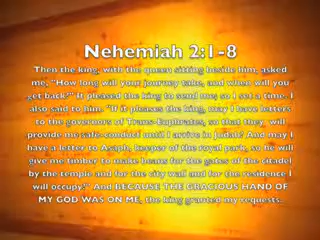 Nehemiah 2:1-8
Then the king, with the queen sitting beside him, asked
me, "How long will your journey take, and when will you
get back?" It pleased the king to send me; so I set a time. I
also said to him, "If it pleases the king, may I have letters
to the governors of Trans-Euphrates, so that they will
provide me safe-conduct until I arrive in Judah? And may I
have a letter to Asaph, keeper of the royal park, so he will
give me timber to make beams for the gates of the citadel
by the temple and for the city wall and for the residence I
will occupy?" And BECAUSE THE GRACIOUS HAND OF
MY GOD WAS ON ME, the king granted my requests.